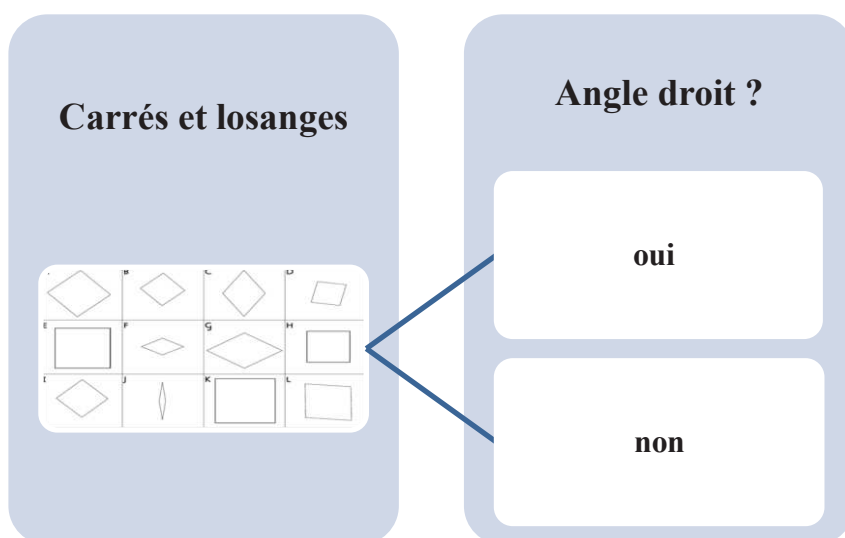 Carrés et losanges
B C D
E F G H
I J K L
Angle droit ?
oui
non